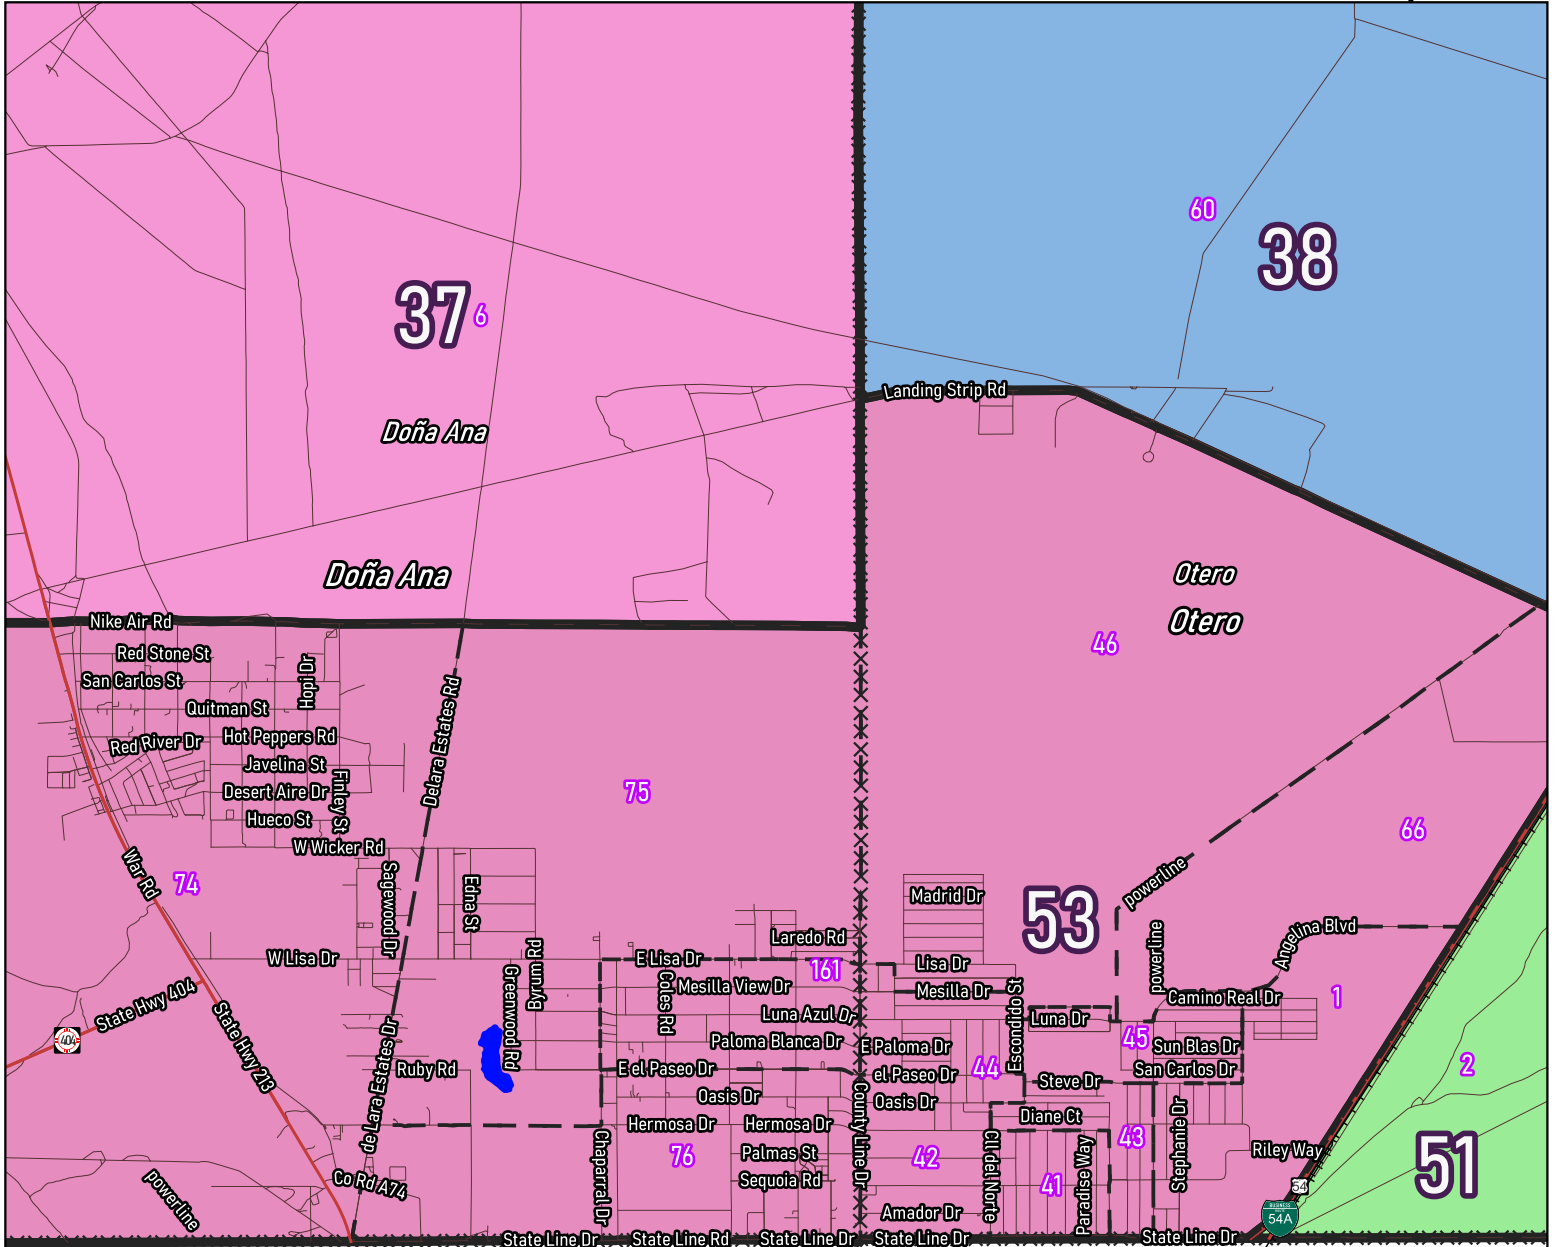 60
38
37
6
Landing Strip Rd
Doña Ana
Doña Ana
Otero
Otero
Nike Air Rd
46
Red Stone St
San Carlos St
Hopi Dr
Quitman St
Hot Peppers Rd
Red River Dr
Javelina St
Delara Estates Rd
Desert Aire Dr
Finley St
75
Hueco St
W Wicker Rd
66
War Rd
74
Sagewood Dr
Edna St
Madrid Dr
53
powerline
powerline
Angelina Blvd
Laredo Rd
W Lisa Dr
E Lisa Dr
161
Lisa Dr
Bryum Rd
Greenwood Rd
Coles Rd
Mesilla View Dr
Mesilla Dr
Camino Real Dr
1
State Hwy 404
404
State Hwy 213
Luna Azul Dr
Escondido St
Luna Dr
45
Paloma Blanca Dr
E Paloma Dr
Sun Blas Dr
de Lara Estates Dr
Ruby Rd
E el Paseo Dr
el Paseo Dr
44
Steve Dr
San Carlos Dr
2
Oasis Dr
Oasis Dr
County Line Dr
Diane Ct
Hermosa Dr
Hermosa Dr
Chaparral Dr
76
Palmas St
42
Cll del Norte
43
Stephanie Dr
Paradise Way
Riley Way
51
Co Rd A74
powerline
Sequoia Rd
41
54
Amador Dr
BUSINESS
54A
State Line Dr
State Line Rd
State Line Dr
State Line Dr
State Line Dr